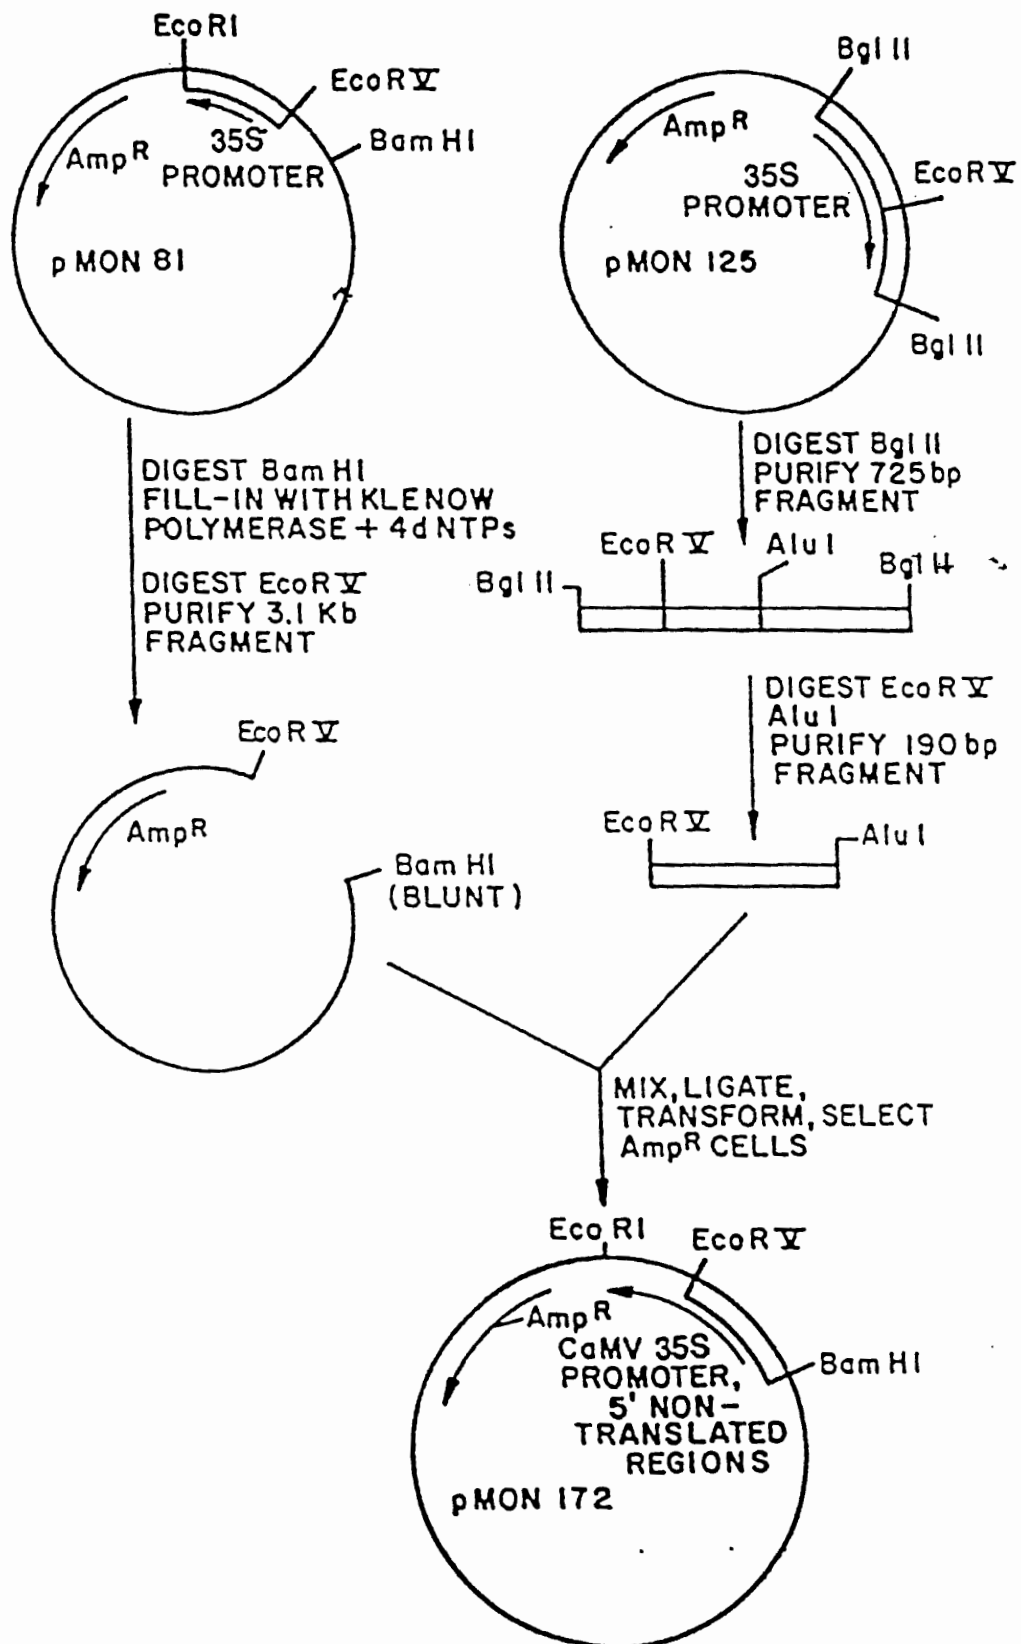 EcoRI
EcoRV
BamHI
AmpR
35S
PROMOTER
pMON 81
BglII
AmpR
35S
PROMOTER
EcoRV
pMON 125
BglII
DIGEST BamHI
FILL-IN WITH KLENOW
POLYMERASE + 4dNTPs
DIGEST EcoRV
PURIFY 3.1 Kb
FRAGMENT
DIGEST BglII
PURIFY 725bp
FRAGMENT
BglII
EcoRV
AluI
BglII
DIGEST EcoRV
AluI
PURIFY 190bp
FRAGMENT
EcoRV
AmpR
BamHI
(BLUNT)
EcoRV
AluI
MIX, LIGATE,
TRANSFORM, SELECT
AmpR CELLS
EcoRI
EcoRV
AmpR
CaMV 35S
PROMOTER,
5' NON-
TRANSLATED
REGIONS
BamHI
pMON 172